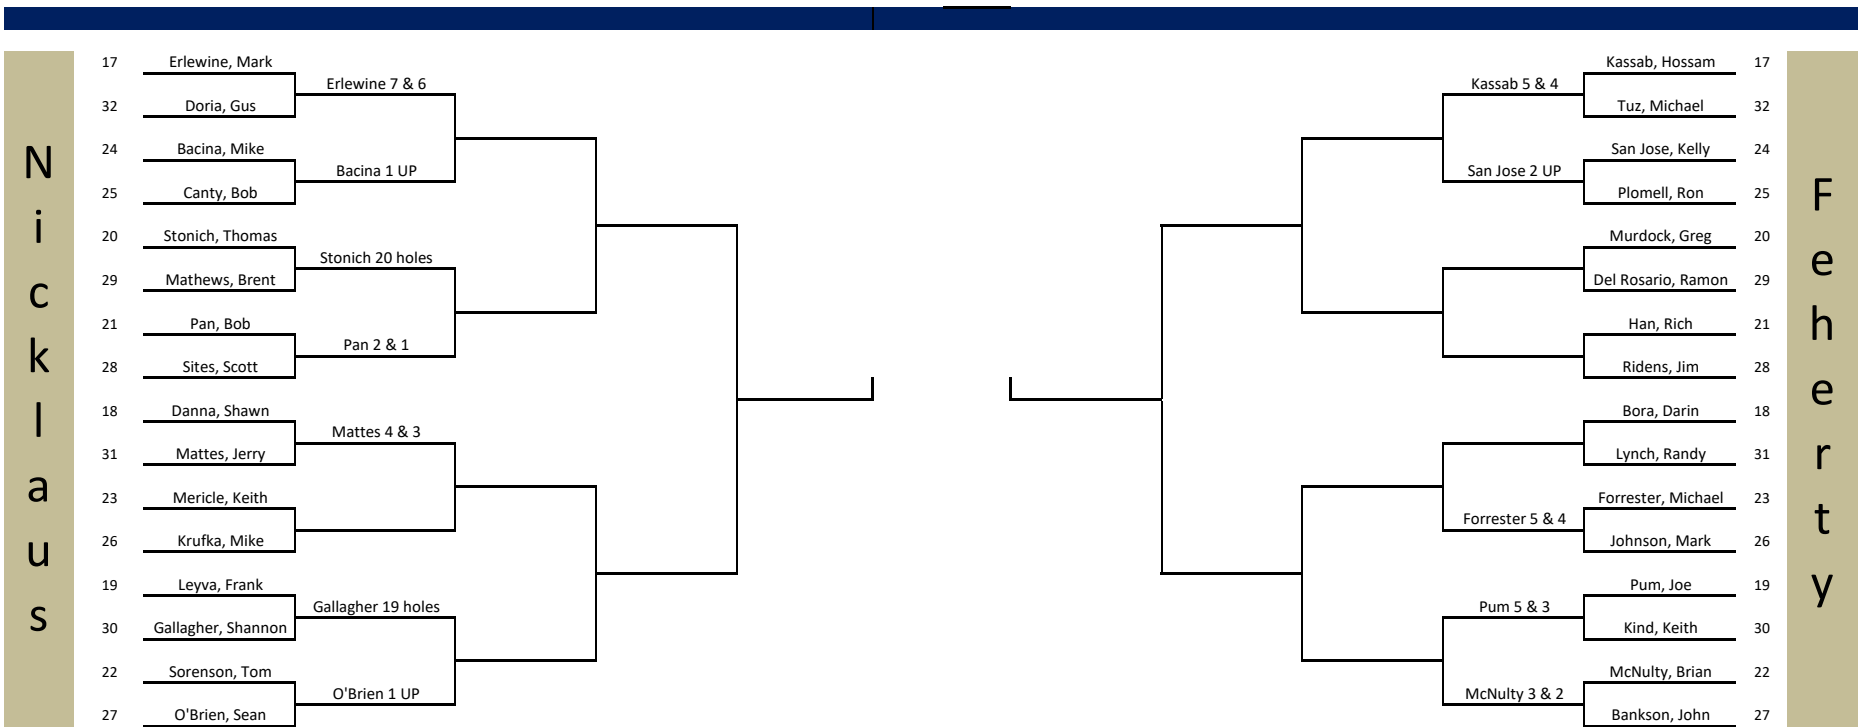 Nicklaus
17 Erlewine, Mark
Erlewine 7 & 6
32 Doria, Gus
24 Bacina, Mike
Bacina 1 UP
25 Canty, Bob
20 Stonich, Thomas
Stonich 20 holes
29 Mathews, Brent
21 Pan, Bob
Pan 2 & 1
28 Sites, Scott
18 Danna, Shawn
Mattes 4 & 3
31 Mattes, Jerry
23 Mericle, Keith
26 Krufka, Mike
19 Leyva, Frank
Gallagher 19 holes
30 Gallagher, Shannon
22 Sorenson, Tom
O'Brien 1 UP
27 O'Brien, Sean
Kassab, Hossam 17
Kassab 5 & 4
Tuz, Michael 32
San Jose, Kelly 24
San Jose 2 UP
Plomell, Ron 25
Murdock, Greg 20
Del Rosario, Ramon 29
Han, Rich 21
Ridens, Jim 28
Bora, Darin 18
Lynch, Randy 31
Forrester, Michael 23
Forrester 5 & 4
Johnson, Mark 26
Pum, Joe 19
Pum 5 & 3
Kind, Keith 30
McNulty, Brian 22
McNulty 3 & 2
Bankson, John 27
Feherty